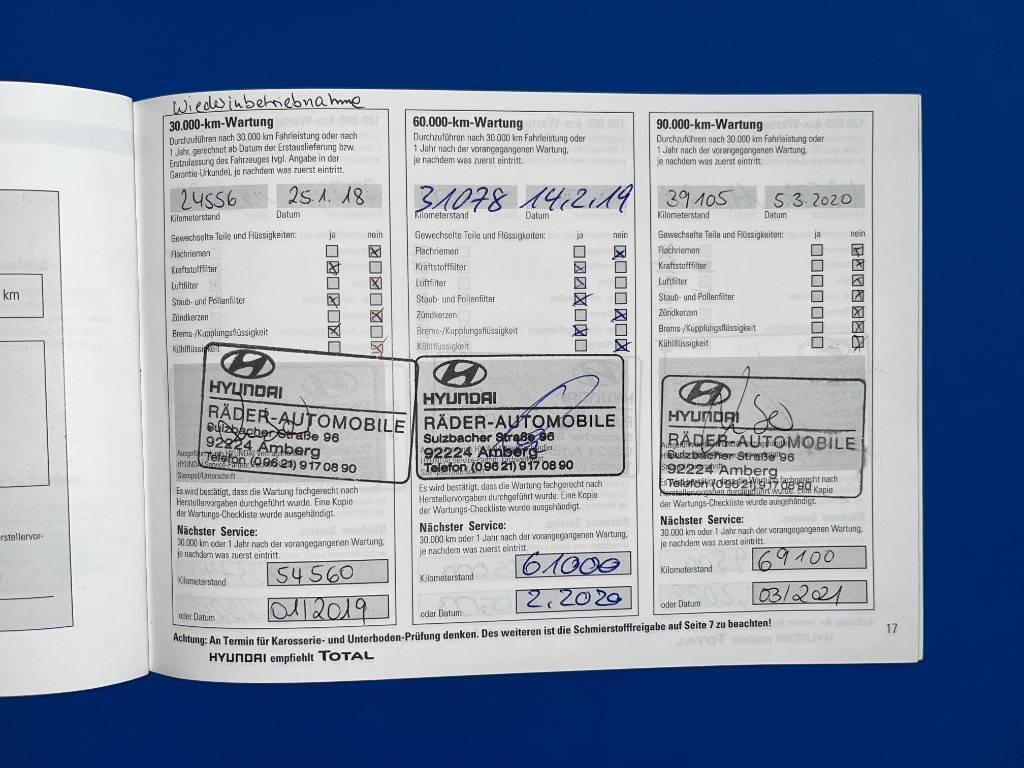 km
rstellervor-
Wiederinbetriebnahme
30.000-km-Wartung
Durchzuführen nach 30.000 km Fahrleistung oder nach
1 Jahr, gerechnet ab Datum der Erstauslieferung bzw.
Erstzulassung des Fahrzeuges (vgl. Angabe in der
Garantie-Urkunde), je nachdem was zuerst eintritt.
24556 25.1.18
Kilometerstand Datum
Gewechselte Teile und Flüssigkeiten: ja nein
Flachriemen
Kraftstofffilter
Luftfilter
Staub- und Pollenfilter
Zündkerzen
Brems-/Kupplungsflüssigkeit
Kühlflüssigkeit
HYUNDAI
RÄDER-AUTOMOBILE
Sulzbacher Straße 96
92224 Amberg
Telefon (09621) 917 08 90
Stempel/Unterschrift
Es wird bestätigt, dass die Wartung fachgerecht nach
Herstellervorgaben durchgeführt wurde. Eine Kopie
der Wartungs-Checkliste wurde ausgehändigt.
Nächster Service:
30.000 km oder 1 Jahr nach der vorangegangenen Wartung,
je nachdem was zuerst eintritt.
Kilometerstand 54560
oder Datum 01/2019
60.000-km-Wartung
Durchzuführen nach 30.000 km Fahrleistung oder
1 Jahr nach der vorangegangenen Wartung,
je nachdem was zuerst eintritt.
31078 14.2.19
Kilometerstand Datum
Gewechselte Teile und Flüssigkeiten: ja nein
Flachriemen
Kraftstofffilter
Luftfilter
Staub- und Pollenfilter
Zündkerzen
Brems-/Kupplungsflüssigkeit
Kühlflüssigkeit
HYUNDAI
RÄDER-AUTOMOBILE
Sulzbacher Straße 96
92224 Amberg
Telefon (09621) 917 08 90
Es wird bestätigt, dass die Wartung fachgerecht nach
Herstellervorgaben durchgeführt wurde. Eine Kopie
der Wartungs-Checkliste wurde ausgehändigt.
Nächster Service:
30.000 km oder 1 Jahr nach der vorangegangenen Wartung,
je nachdem was zuerst eintritt.
Kilometerstand 61000
oder Datum 2.2020
90.000-km-Wartung
Durchzuführen nach 30.000 km Fahrleistung oder
1 Jahr nach der vorangegangenen Wartung,
je nachdem was zuerst eintritt.
39105 5.3.2020
Kilometerstand Datum
Gewechselte Teile und Flüssigkeiten: ja nein
Flachriemen
Kraftstofffilter
Luftfilter
Staub- und Pollenfilter
Zündkerzen
Brems-/Kupplungsflüssigkeit
Kühlflüssigkeit
HYUNDAI
RÄDER-AUTOMOBILE
Sulzbacher Straße 96
92224 Amberg
Telefon (09621) 917 08 90
Es wird bestätigt, dass die Wartung fachgerecht nach
Herstellervorgaben durchgeführt wurde. Eine Kopie
der Wartungs-Checkliste wurde ausgehändigt.
Nächster Service:
30.000 km oder 1 Jahr nach der vorangegangenen Wartung,
je nachdem was zuerst eintritt.
Kilometerstand 69100
oder Datum 03/2021
Achtung: An Termin für Karosserie- und Unterboden-Prüfung denken. Des weiteren ist die Schmierstofffreigabe auf Seite 7 zu beachten!
HYUNDAI empfiehlt TOTAL
17